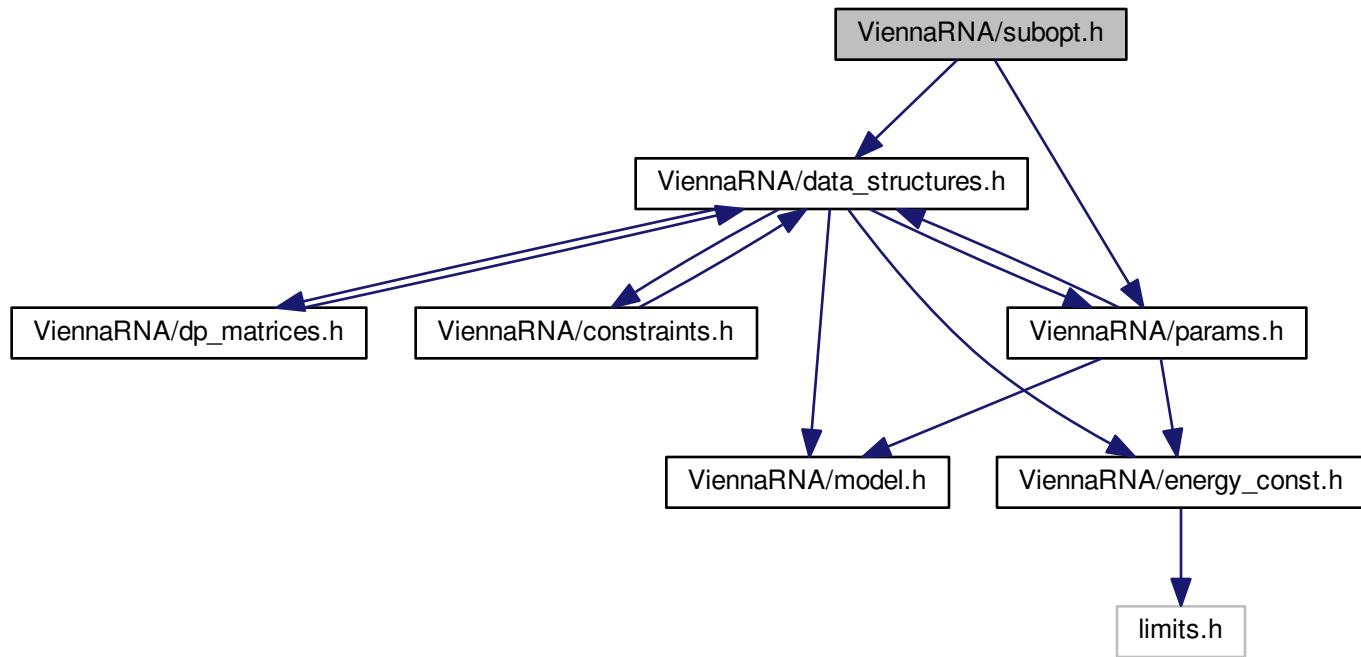 ViennaRNA/subopt.h
ViennaRNA/data_structures.h
ViennaRNA/dp_matrices.h
ViennaRNA/constraints.h
ViennaRNA/params.h
ViennaRNA/model.h
ViennaRNA/energy_const.h
limits.h